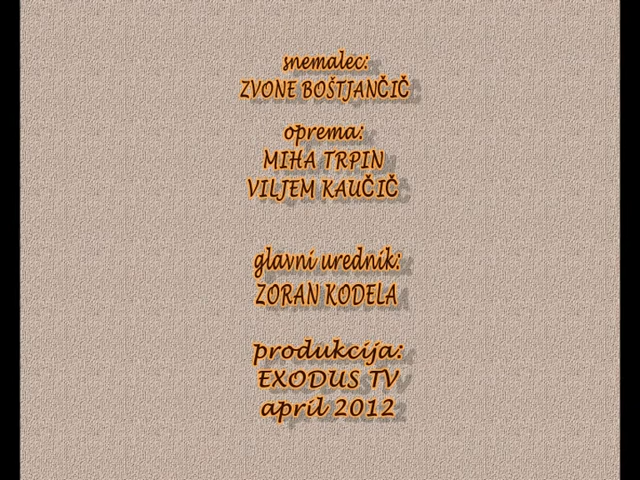 snemalec:
ZVONE BOŠTJANČIČ
oprema:
MIHA TRPIN
VILJEM KAUČIČ
glavni urednik:
ZORAN KODELA
produkcija:
EXODUS TV
april 2012